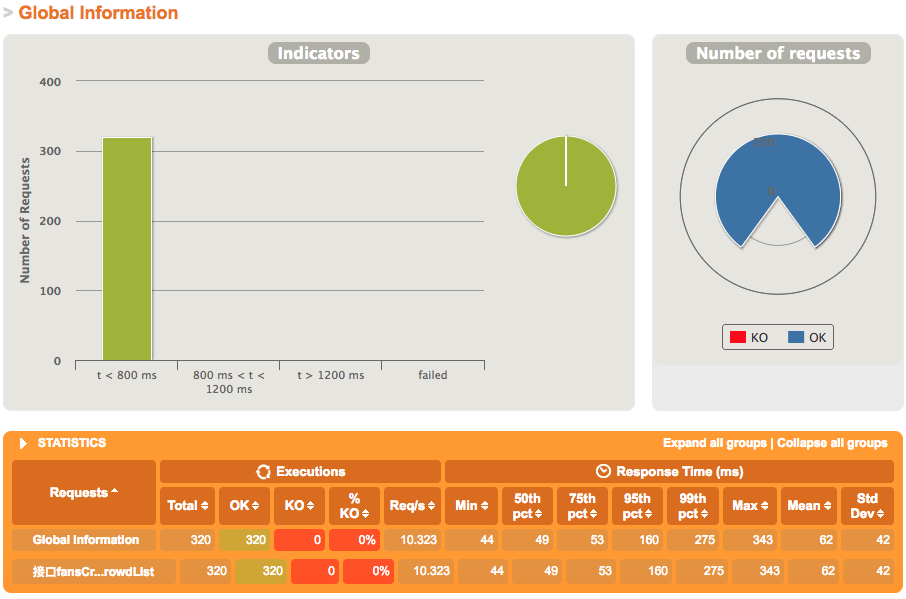 > Global Information
Indicators
Number of requests
Number of Requests
400
300
200
100
0
t < 800 ms
800 ms < t <
1200 ms
t > 1200 ms
failed
250
0
KO
OK
STATISTICS
Expand all groups | Collapse all groups
Requests
Executions
Response Time (ms)
Total
OK
KO
%
KO
Req/s
Min
50th
pct
75th
pct
95th
pct
99th
pct
Max
Mean
Std
Dev
Global Information 320 320 0 0% 10.323 44 49 53 160 275 343 62 42
接口fansCr...rowdList 320 320 0 0% 10.323 44 49 53 160 275 343 62 42